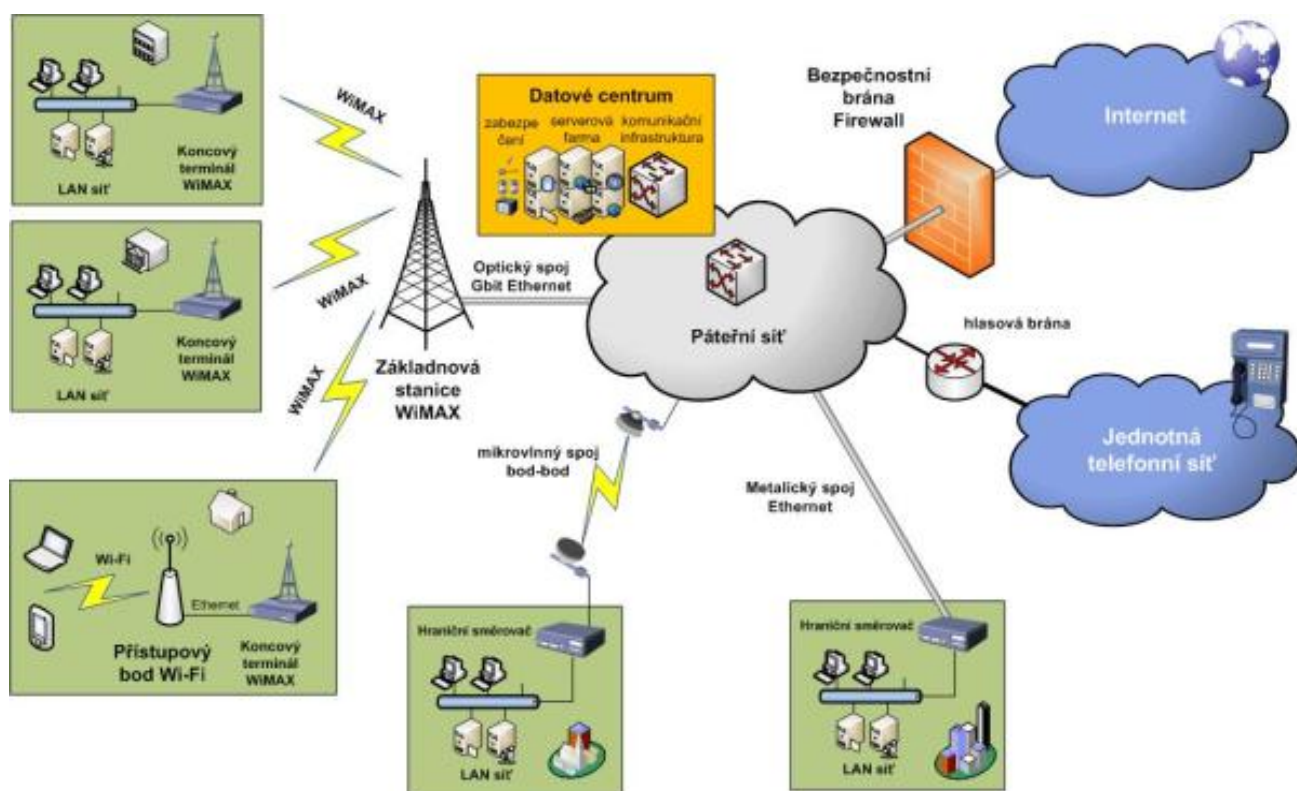 WiMAX
Koncový
terminál
WiMAX
LAN síť
WiMAX
Koncový
terminál
WiMAX
LAN síť
WiMAX
Wi-Fi
Ethernet
Přístupový
bod Wi-Fi
Koncový
terminál
WiMAX
Základnová
stanice
WiMAX
Datové centrum
zabezpe
čení
serverová
farma
komunikační
infrastruktura
Optický spoj
Gbit Ethernet
Páteřní síť
Bezpečnostní
brána
Firewall
Internet
hlasová brána
Jednotná
telefonní síť
mikrovlnný spoj
bod-bod
Metalický spoj
Ethernet
Hraniční směrovač
LAN síť
Hraniční směrovač
LAN síť